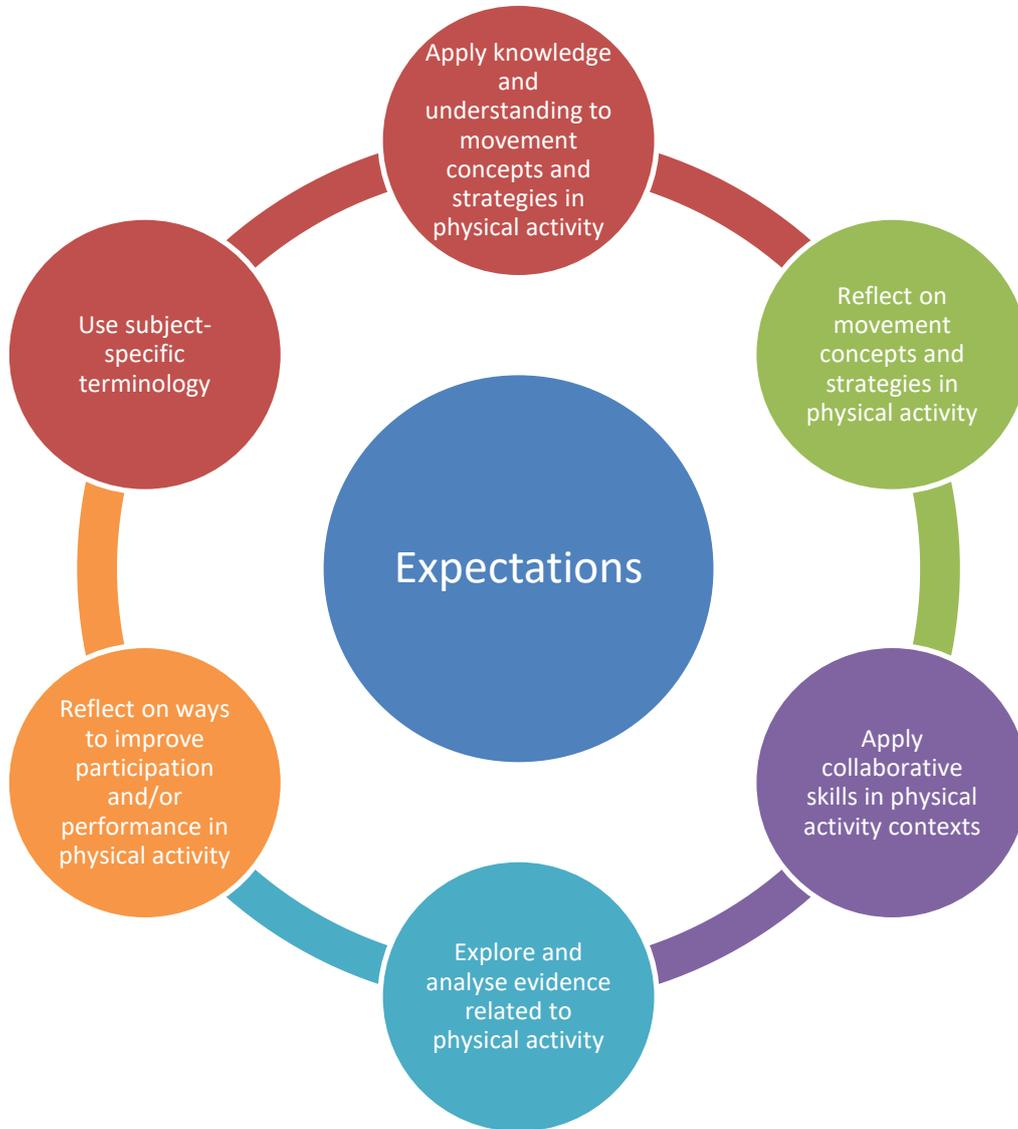 Apply knowledge
and
understanding to
movement
concepts and
strategies in
physical activity
Reflect on
movement
concepts and
strategies in
physical activity
Apply
collaborative
skills in physical
activity contexts
Explore and
analyse evidence
related to
physical activity
Reflect on ways
to improve
participation
and/or
performance in
physical activity
Use subject-
specific
terminology
Expectations